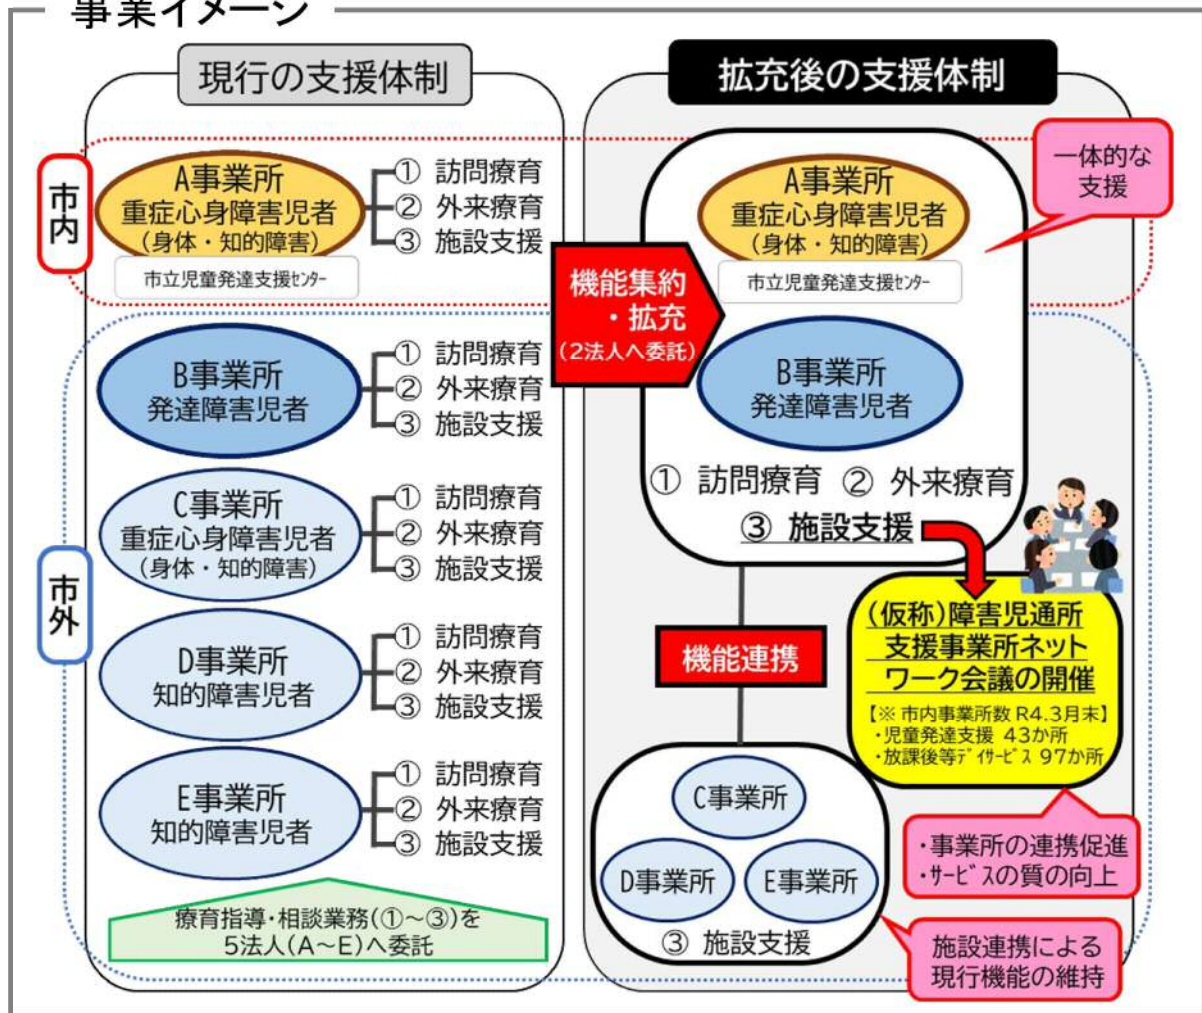 事業イメージ
現行の支援体制
市内
A事業所
重症心身障害児者
(身体・知的障害)
市立児童発達支援ｾﾝﾀｰ
① 訪問療育
② 外来療育
③ 施設支援
市外
B事業所
発達障害児者
① 訪問療育
② 外来療育
③ 施設支援
C事業所
重症心身障害児者
(身体・知的障害)
① 訪問療育
② 外来療育
③ 施設支援
D事業所
知的障害児者
① 訪問療育
② 外来療育
③ 施設支援
E事業所
知的障害児者
① 訪問療育
② 外来療育
③ 施設支援
療育指導・相談業務(①～③)を
5法人(A～E)へ委託
機能集約
・拡充
(2法人へ委託)
拡充後の支援体制
一体的な
支援
A事業所
重症心身障害児者
(身体・知的障害)
市立児童発達支援ｾﾝﾀｰ
B事業所
発達障害児者
① 訪問療育 ② 外来療育
③ 施設支援
機能連携
(仮称)障害児通所
支援事業所ネット
ワーク会議の開催
【※ 市内事業所数 R4.3月末】
・児童発達支援 43か所
・放課後等ﾃﾞｲｻｰﾋﾞｽ 97か所
・事業所の連携促進
・ｻｰﾋﾞｽの質の向上
C事業所
D事業所
E事業所
③ 施設支援
施設連携による
現行機能の維持